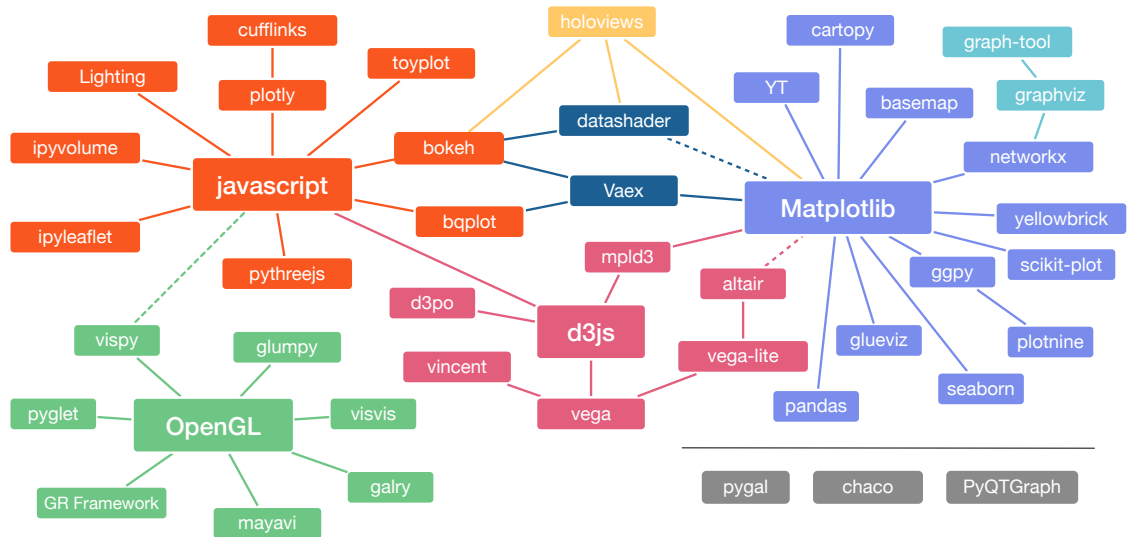 holoviews
cufflinks
cartopy
graph-tool
toyplot
Lighting
YT
plotly
graphviz
basemap
datashader
bokeh
ipyvolume
networkx
javascript
Vaex
Matplotlib
yellowbrick
bqplot
ipyleaflet
mpld3
scikit-plot
ggpy
pythreejs
altair
d3po
d3js
vispy
glumpy
glueviz
plotnine
vega-lite
vincent
seaborn
pandas
pyglet
OpenGL
visvis
vega
galry
pygal
chaco
PyQTGraph
GR Framework
mayavi